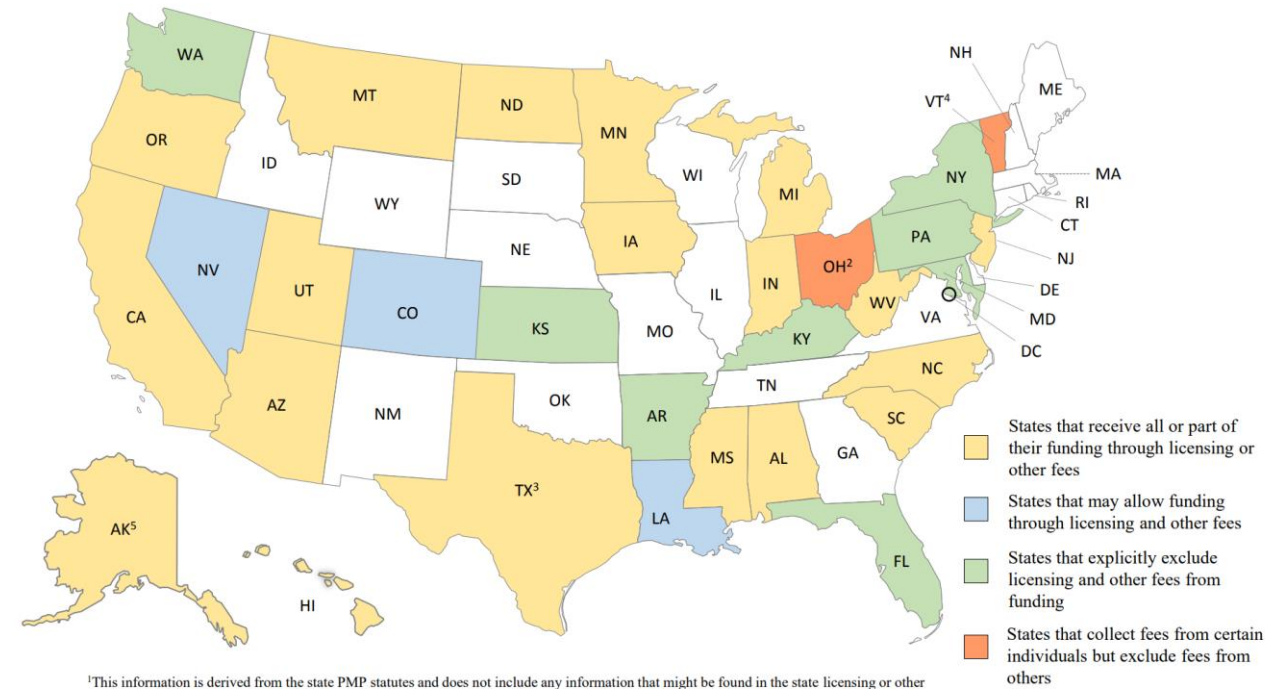 WA
MT
ND
MN
OR
ID
WY
SD
WI
MI
NH
VT⁴
ME
NY
MA
RI
CT
NJ
PA
DE
MD
DC
NV
UT
CO
NE
IA
IL
IN
OH²
WV
VA
CA
KS
MO
KY
AZ
NM
OK
AR
TN
NC
SC
TX³
LA
MS
AL
GA
FL
AK⁵
HI
States that receive all or part of
their funding through licensing or
other fees
States that may allow funding
through licensing and other fees
States that explicitly exclude
licensing and other fees from
funding
States that collect fees from certain
individuals but exclude fees from
others
¹This information is derived from the state PMP statutes and does not include any information that might be found in the state licensing or other